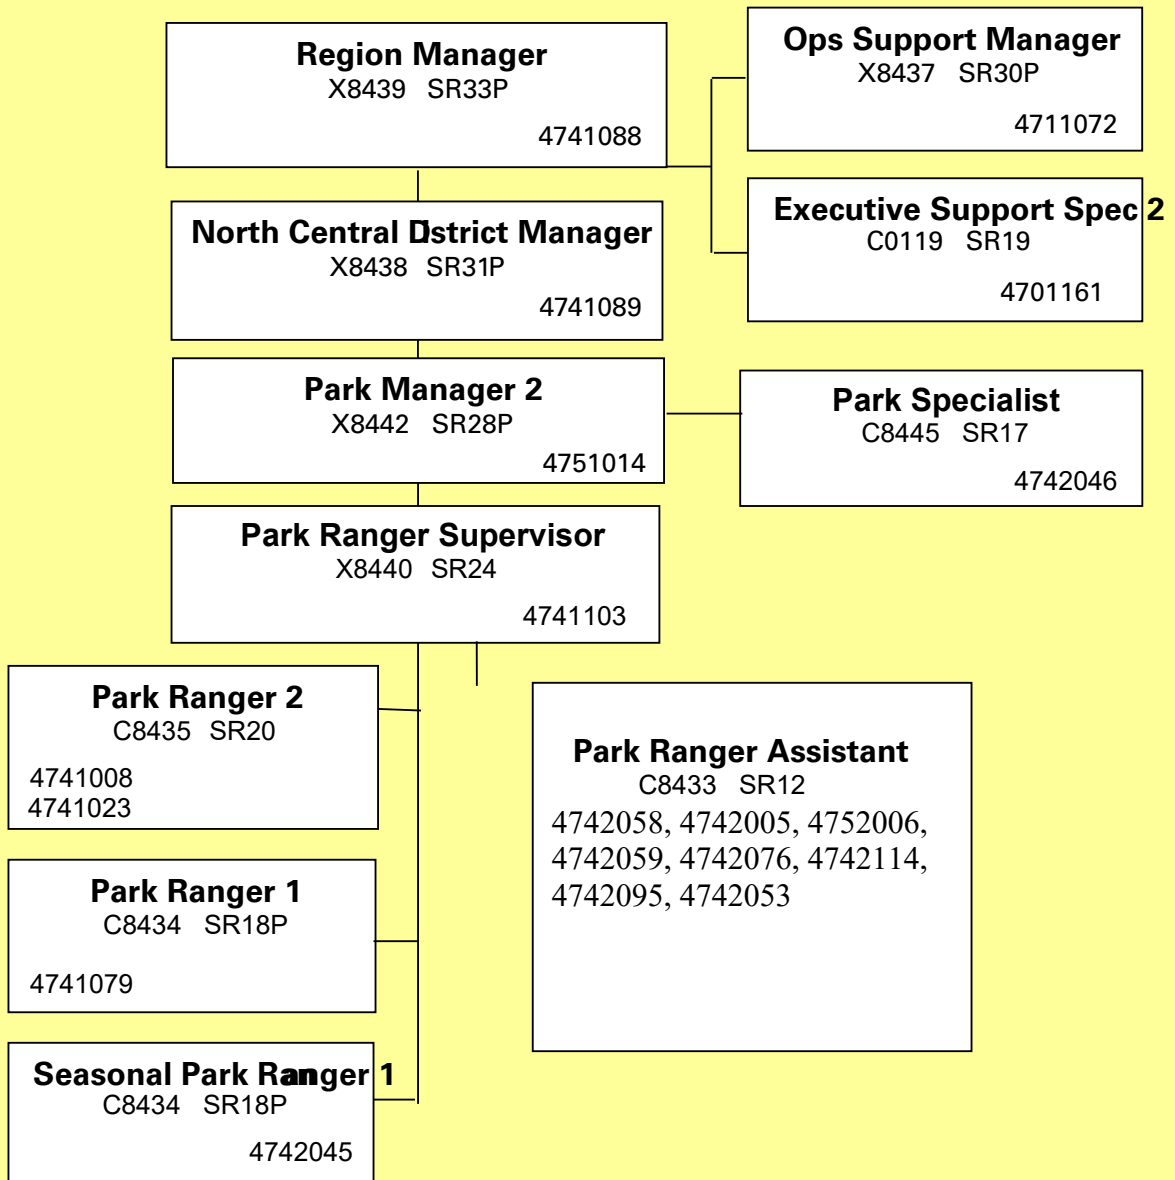 Region Manager
X8439 SR33P
4741088
Ops Support Manager
X8437 SR30P
4711072
Executive Support Spec 2
C0119 SR19
4701161
North Central District Manager
X8438 SR31P
4741089
Park Manager 2
X8442 SR28P
4751014
Park Specialist
C8445 SR17
4742046
Park Ranger Supervisor
X8440 SR24
4741103
Park Ranger 2
C8435 SR20
4741008
4741023
Park Ranger Assistant
C8433 SR12
4742058, 4742005, 4752006,
4742059, 4742076, 4742114,
4742095, 4742053
Park Ranger 1
C8434 SR18P
4741079
Seasonal Park Ranger 1
C8434 SR18P
4742045